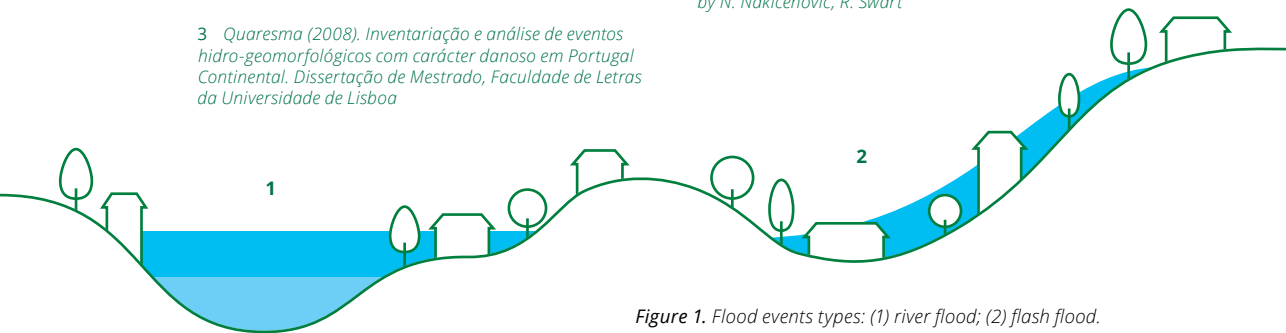 by N. Nakicenovic, R. Swart
3 Quaresma (2008). Inventariação e análise de eventos
hidro-geomorfológicos com carácter danoso em Portugal
Continental. Dissertação de Mestrado, Faculdade de Letras
da Universidade de Lisboa
1
2
Figure 1. Flood events types: (1) river flood; (2) flash flood.